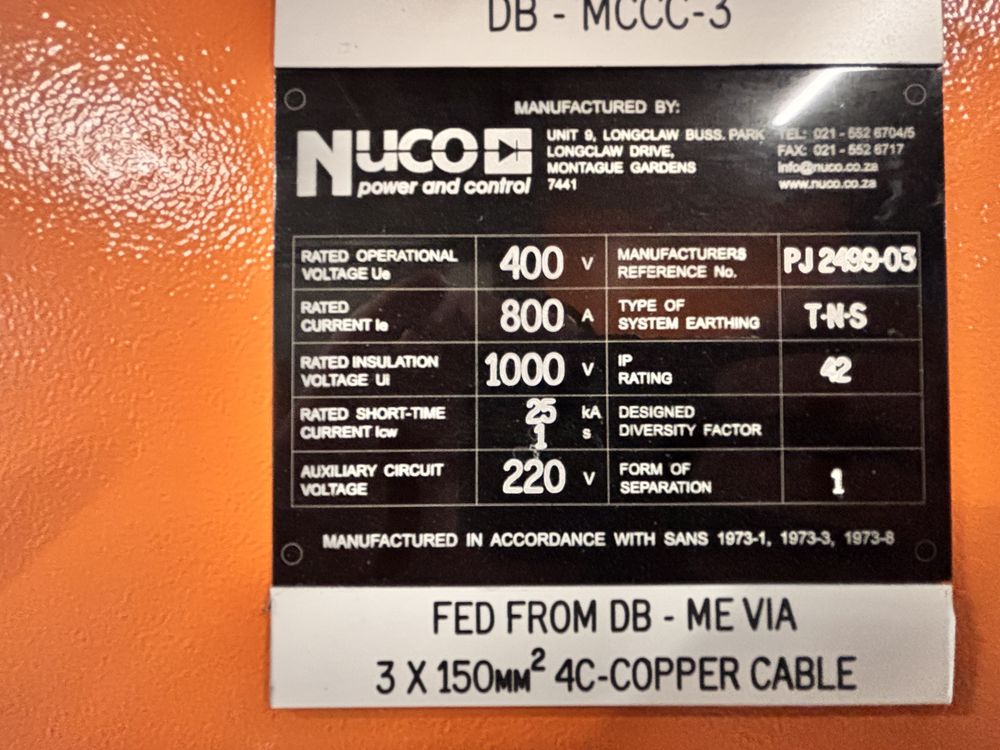 DB - MCCC-3
MANUFACTURED BY:
NUCO
power and control
UNIT 9, LONGCLAW BUSS. PARK
LONGCLAW DRIVE,
MONTAGUE GARDENS
7441
TEL: 021 - 552 6704/5
FAX: 021 - 552 6717
info@nuco.co.za
www.nuco.co.za
RATED OPERATIONAL
VOLTAGE Ue
400 V
MANUFACTURERS
REFERENCE No.
PJ 2499-03
RATED
CURRENT Ie
800 A
TYPE OF
SYSTEM EARTHING
T-N-S
RATED INSULATION
VOLTAGE Ui
1000 V
IP
RATING
42
RATED SHORT-TIME
CURRENT Icw
25 kA
1 s
DESIGNED
DIVERSITY FACTOR
AUXILIARY CIRCUIT
VOLTAGE
220 V
FORM OF
SEPARATION
1
MANUFACTURED IN ACCORDANCE WITH SANS 1973-1, 1973-3, 1973-8
FED FROM DB - ME VIA
3 X 150MM² 4C-COPPER CABLE